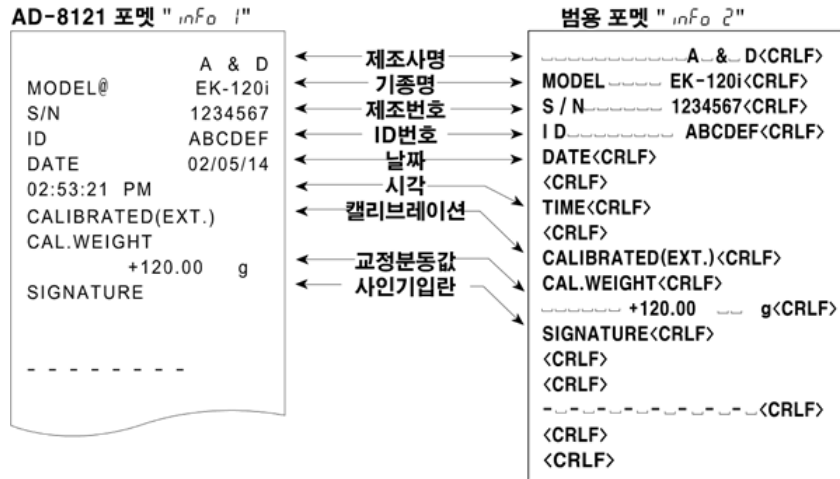 AD-8121 포멧 " info 1"
A & D
MODEL@ EK-120i
S/N 1234567
ID ABCDEF
DATE 02/05/14
02:53:21 PM
CALIBRATED(EXT.)
CAL.WEIGHT
+120.00 g
SIGNATURE
- - - - - - - -
제조사명
기종명
제조번호
ID번호
날짜
시각
캘리브레이션
교정분동값
사인기입란
범용 포멧 " info 2"
␣␣␣␣␣␣␣␣␣␣␣A␣&␣D<CRLF>
MODEL␣␣␣␣ EK-120i<CRLF>
S / N␣␣␣␣␣␣ 1234567<CRLF>
I D␣␣␣␣␣␣␣␣ ABCDEF<CRLF>
DATE<CRLF>
<CRLF>
TIME<CRLF>
<CRLF>
CALIBRATED(EXT.)<CRLF>
CAL.WEIGHT<CRLF>
␣␣␣␣␣␣ +120.00 ␣␣ g<CRLF>
SIGNATURE<CRLF>
<CRLF>
<CRLF>
-␣-␣-␣-␣-␣-␣-␣-␣<CRLF>
<CRLF>
<CRLF>